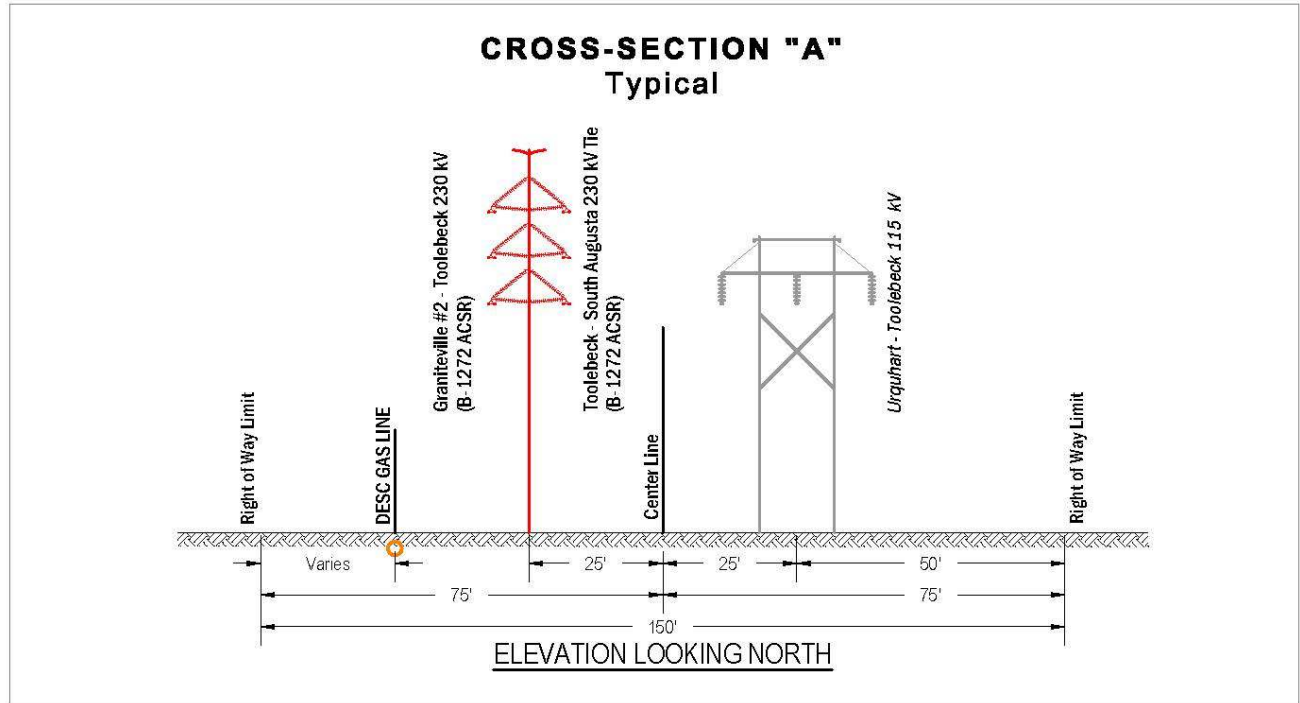 CROSS-SECTION "A"
Typical
Right of Way Limit
DESC GAS LINE
Graniteville #2 - Toolebeck 230 kV
(B-1272 ACSR)
Toolebeck - South Augusta 230 kV Tie
(B-1272 ACSR)
Center Line
Urquhart - Toolebeck 115 kV
Right of Way Limit
Varies
25'
25'
50'
75'
75'
150'
ELEVATION LOOKING NORTH